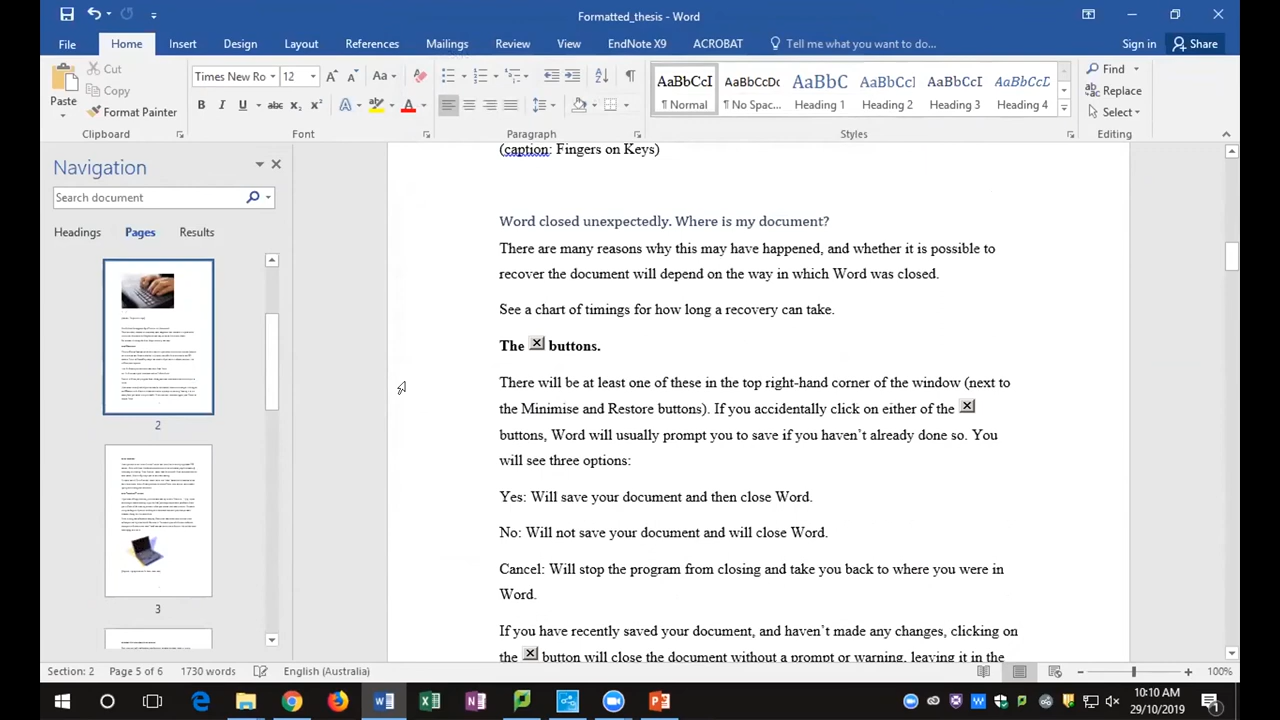 Formatted_thesis - Word
File Home Insert Design Layout References Mailings Review View EndNote X9 ACROBAT Tell me what you want to do... Sign in Share
Paste Cut Copy Format Painter
Times New Ro 12 Aa
B I U abc x₂ x² A A
AaBbCcI AaBbCcDc AaBbC AaBbCcI AaBbCcI AaBbCcD.
¶ Normal ¶ No Spac... Heading 1 Heading 2 Heading 3 Heading 4
Find Replace Select
Clipboard Font Paragraph Styles Editing
Navigation
Search document
Headings Pages Results
2
3
(caption: Fingers on Keys)
Word closed unexpectedly. Where is my document?
There are many reasons why this may have happened, and whether it is possible to
recover the document will depend on the way in which Word was closed.
See a chart of timings for how long a recovery can take.
The buttons.
There will be at least one of these in the top right-hand corner of the window (next to
the Minimise and Restore buttons). If you accidentally click on either of the
buttons, Word will usually prompt you to save if you haven't already done so. You
will see three options:
Yes: Will save your document and then close Word.
No: Will not save your document and will close Word.
Cancel: Will stop the program from closing and take you back to where you were in
Word.
If you have recently saved your document, and haven't made any changes, clicking on
the button will close the document without a prompt or warning, leaving it in the
Section: 2 Page 5 of 6 1730 words English (Australia) 100%
10:10 AM
29/10/2019